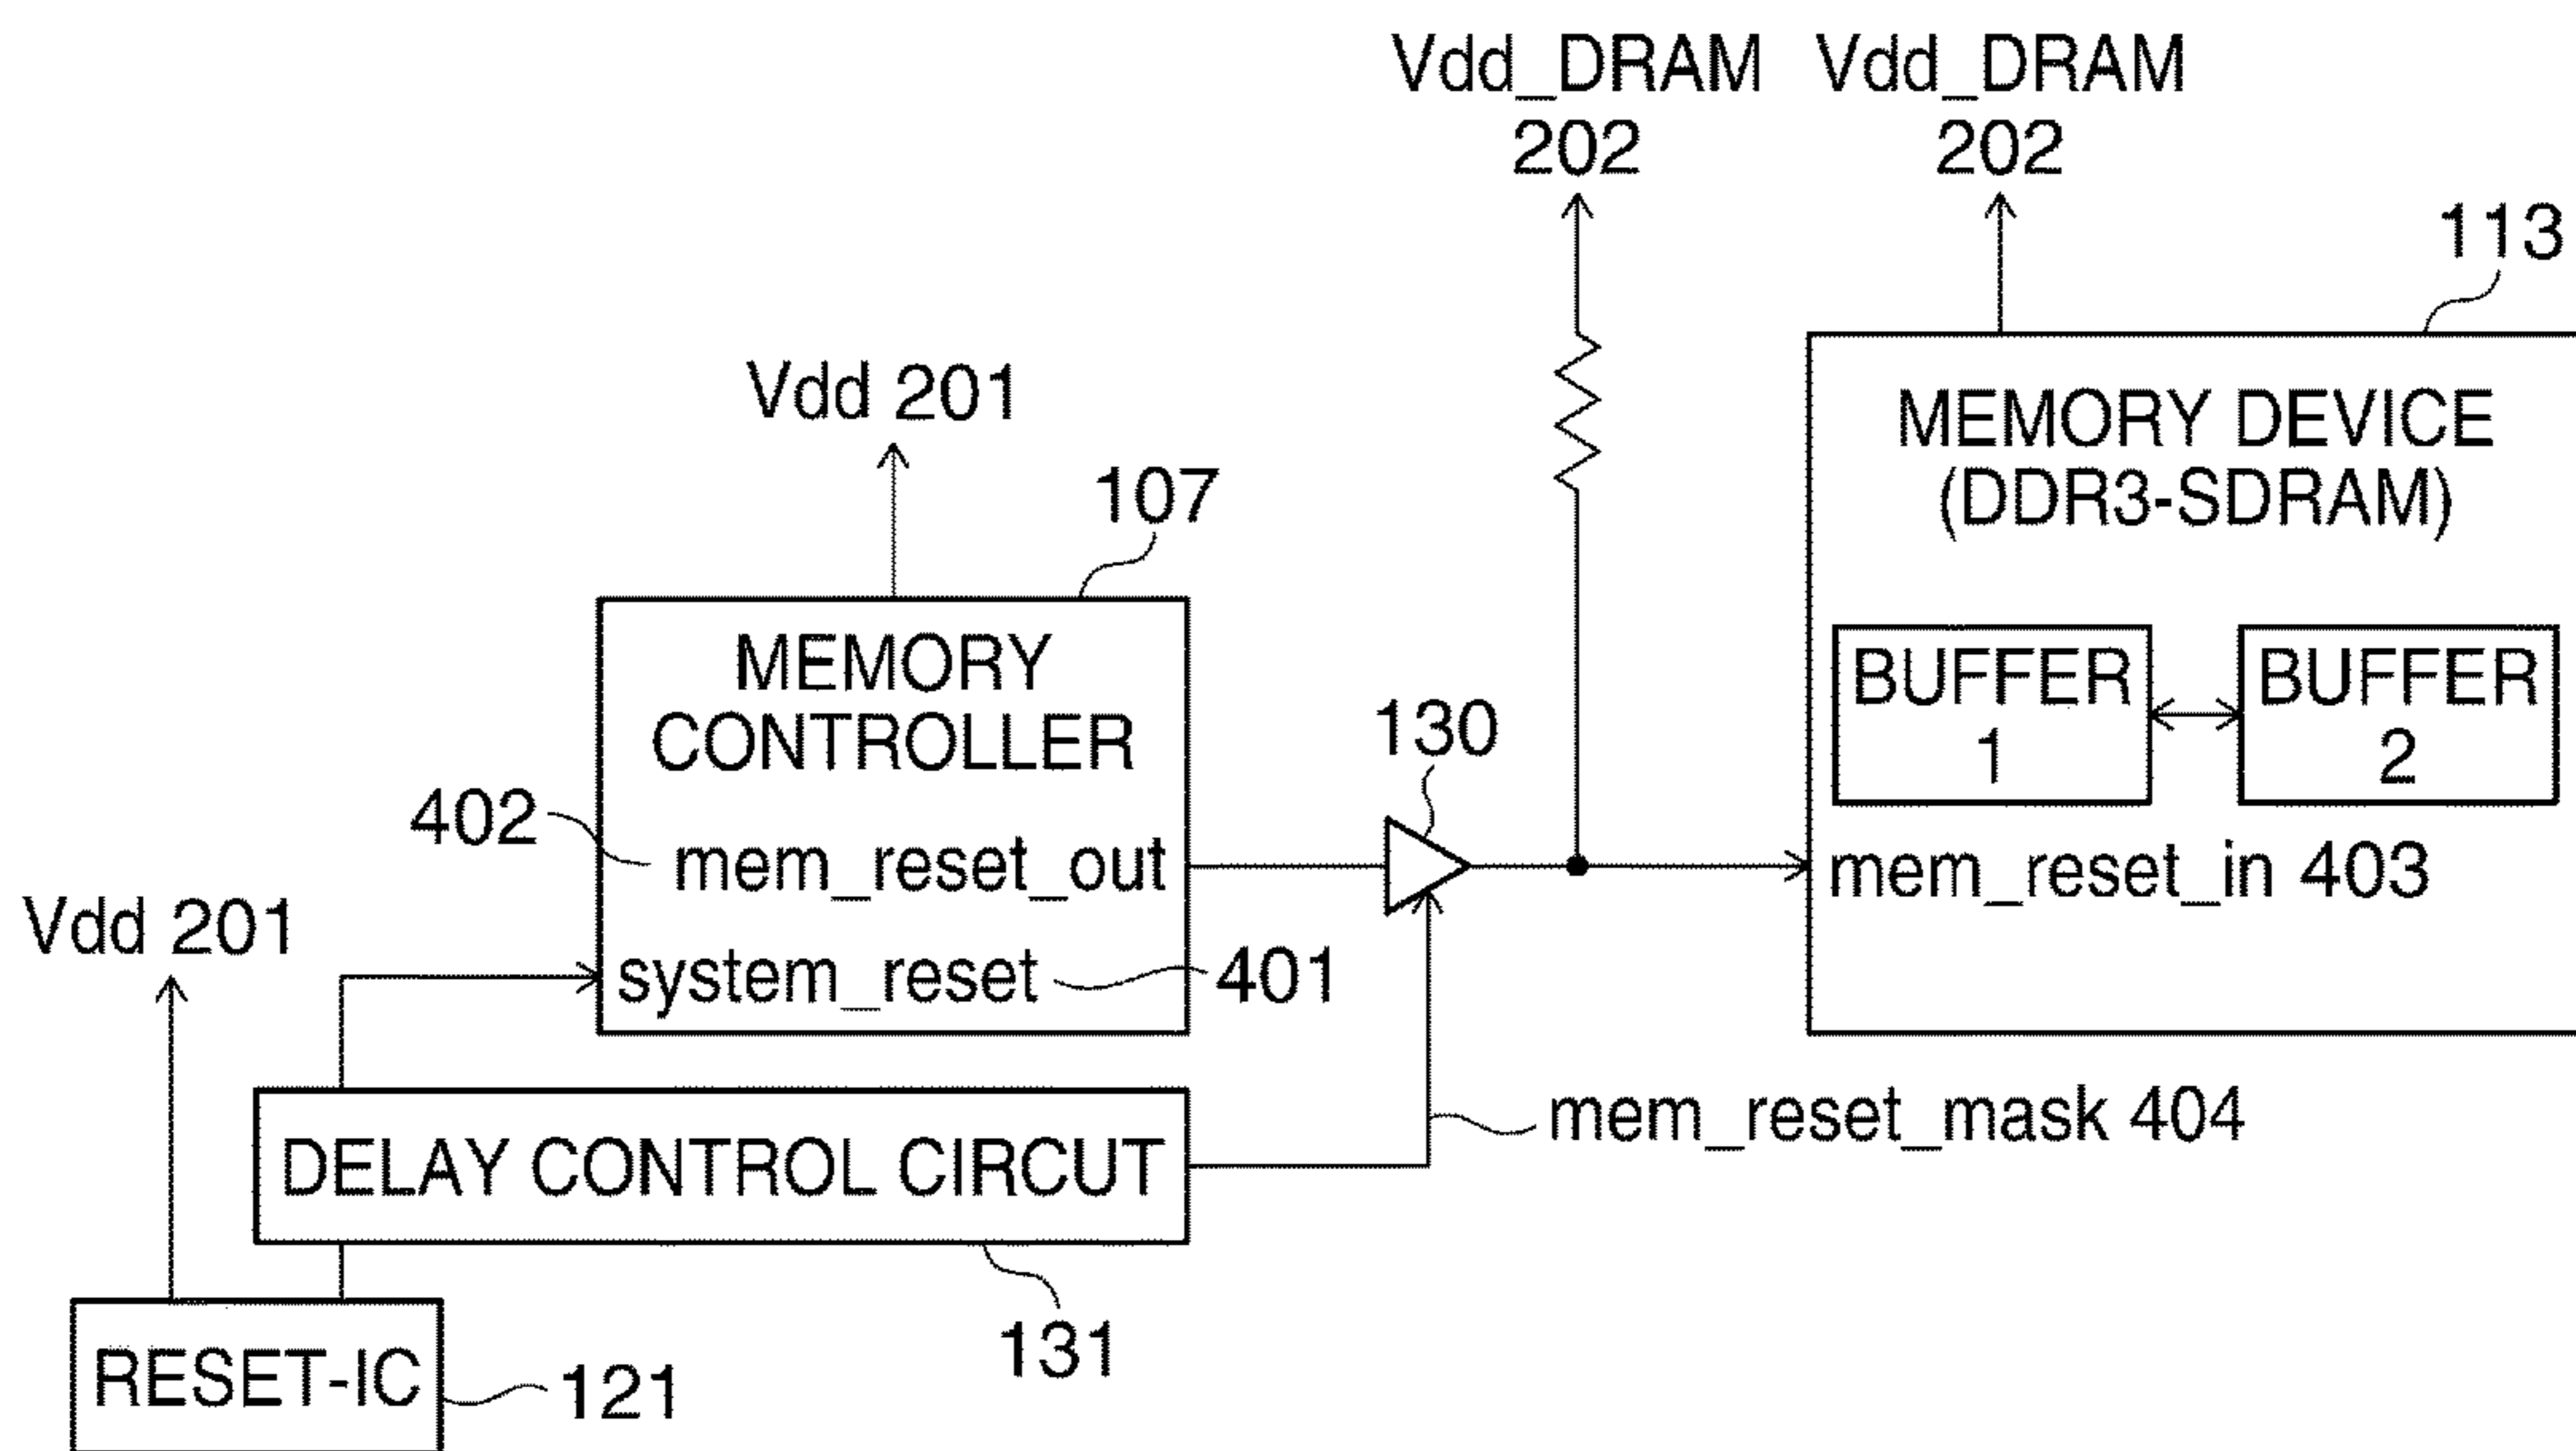 Vdd_DRAM
202
Vdd_DRAM
202
113
Vdd 201
107
MEMORY DEVICE
(DDR3-SDRAM)
MEMORY
CONTROLLER
BUFFER
1
BUFFER
2
130
402
mem_reset_out
mem_reset_in 403
Vdd 201
system_reset
401
mem_reset_mask 404
DELAY CONTROL CIRCUT
131
RESET-IC
121